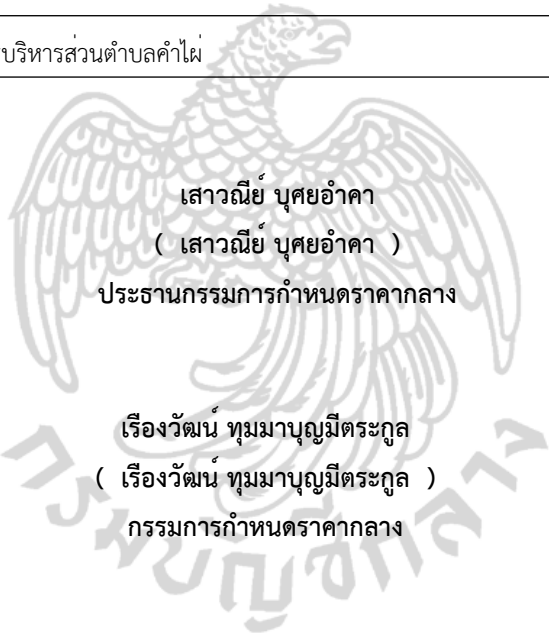 บริหารส่วนตำบลคำไผ่
เสาวณีย์ บุศยอำคา
( เสาวณีย์ บุศยอำคา )
ประธานกรรมการกำหนดราคากลาง
เรืองวัฒน์ ทุมมาบุญมีตระกูล
( เรืองวัฒน์ ทุมมาบุญมีตระกูล )
กรรมการกำหนดราคากลาง
กรมบัญชีกลาง